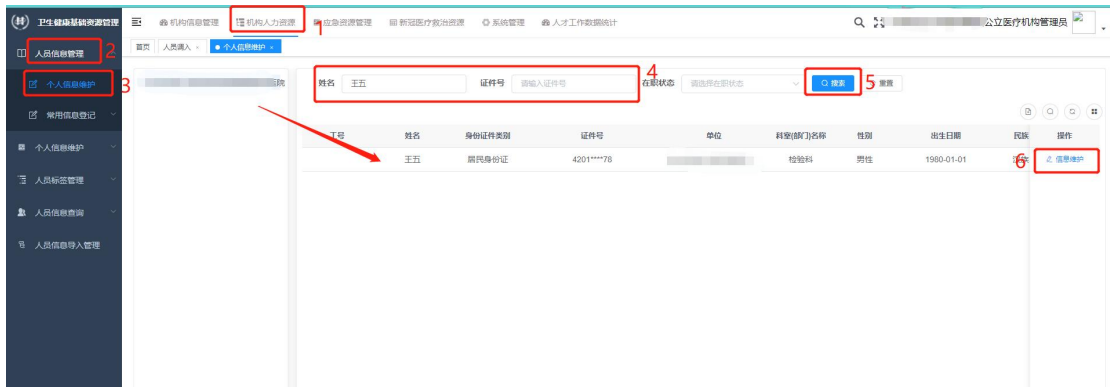 卫生健康基础资源管理 机构信息管理 机构人力资源 应急资源管理 新冠医疗救治资源 系统管理 人才工作数据统计 公立医疗机构管理员
1
人员信息管理 2 首页 人员调入 × 个人信息维护 ×
个人信息维护 3 医院 姓名 王五 证件号 请输入证件号 4 在职状态 请选择在职状态 搜索 5 重置
常用信息登记
工号 姓名 身份证件类别 证件号 单位 科室(部门)名称 性别 出生日期 民族 操作
个人信息维护
王五 居民身份证 4201****78 检验科 男性 1980-01-01 6 信息维护
人员标签管理
人员信息查询
人员信息导入管理